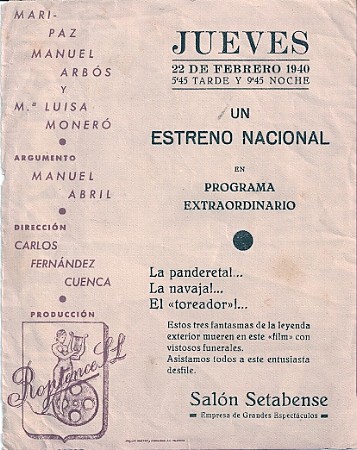 MARI-
PAZ
MANUEL
ARBÓS
Y
M.ª LUISA
MONERÓ
ARGUMENTO
MANUEL
ABRIL
DIRECCIÓN
CARLOS
FERNÁNDEZ
CUENCA
PRODUCCIÓN
JUEVES
22 DE FEBRERO 1940
5'45 TARDE Y 9'45 NOCHE
UN
ESTRENO NACIONAL
EN
PROGRAMA
EXTRAORDINARIO
La pandereta!...
La navaja!...
El «toreador»!...
Estos tres fantasmas de la leyenda
exterior mueren en este «film» con
vistosos funerales.
Asistamos todos a este entusiasta
desfile.
Salón Setabense
Empresa de Grandes Espectáculos